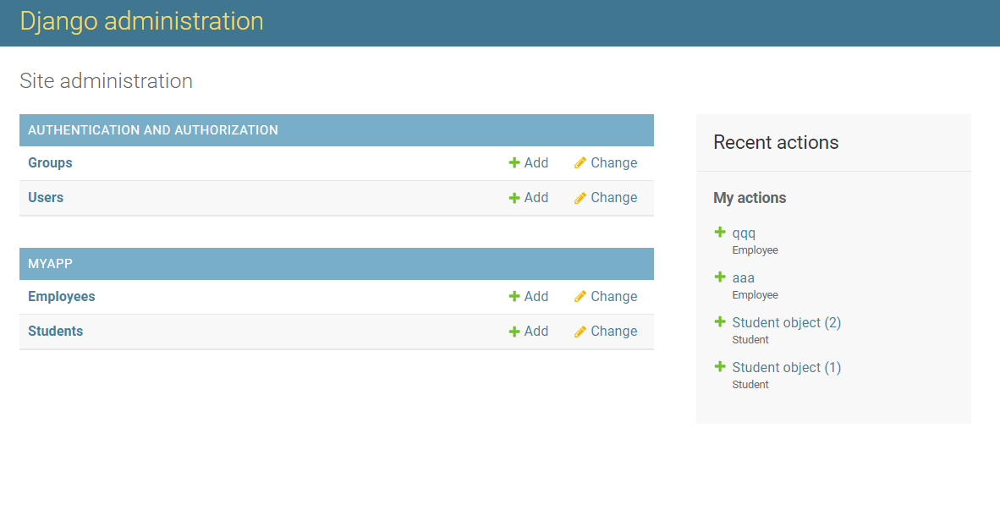 Django administration
Site administration
AUTHENTICATION AND AUTHORIZATION
Groups Add Change
Users Add Change
MYAPP
Employees Add Change
Students Add Change
Recent actions
My actions
qqq
Employee
aaa
Employee
Student object (2)
Student
Student object (1)
Student